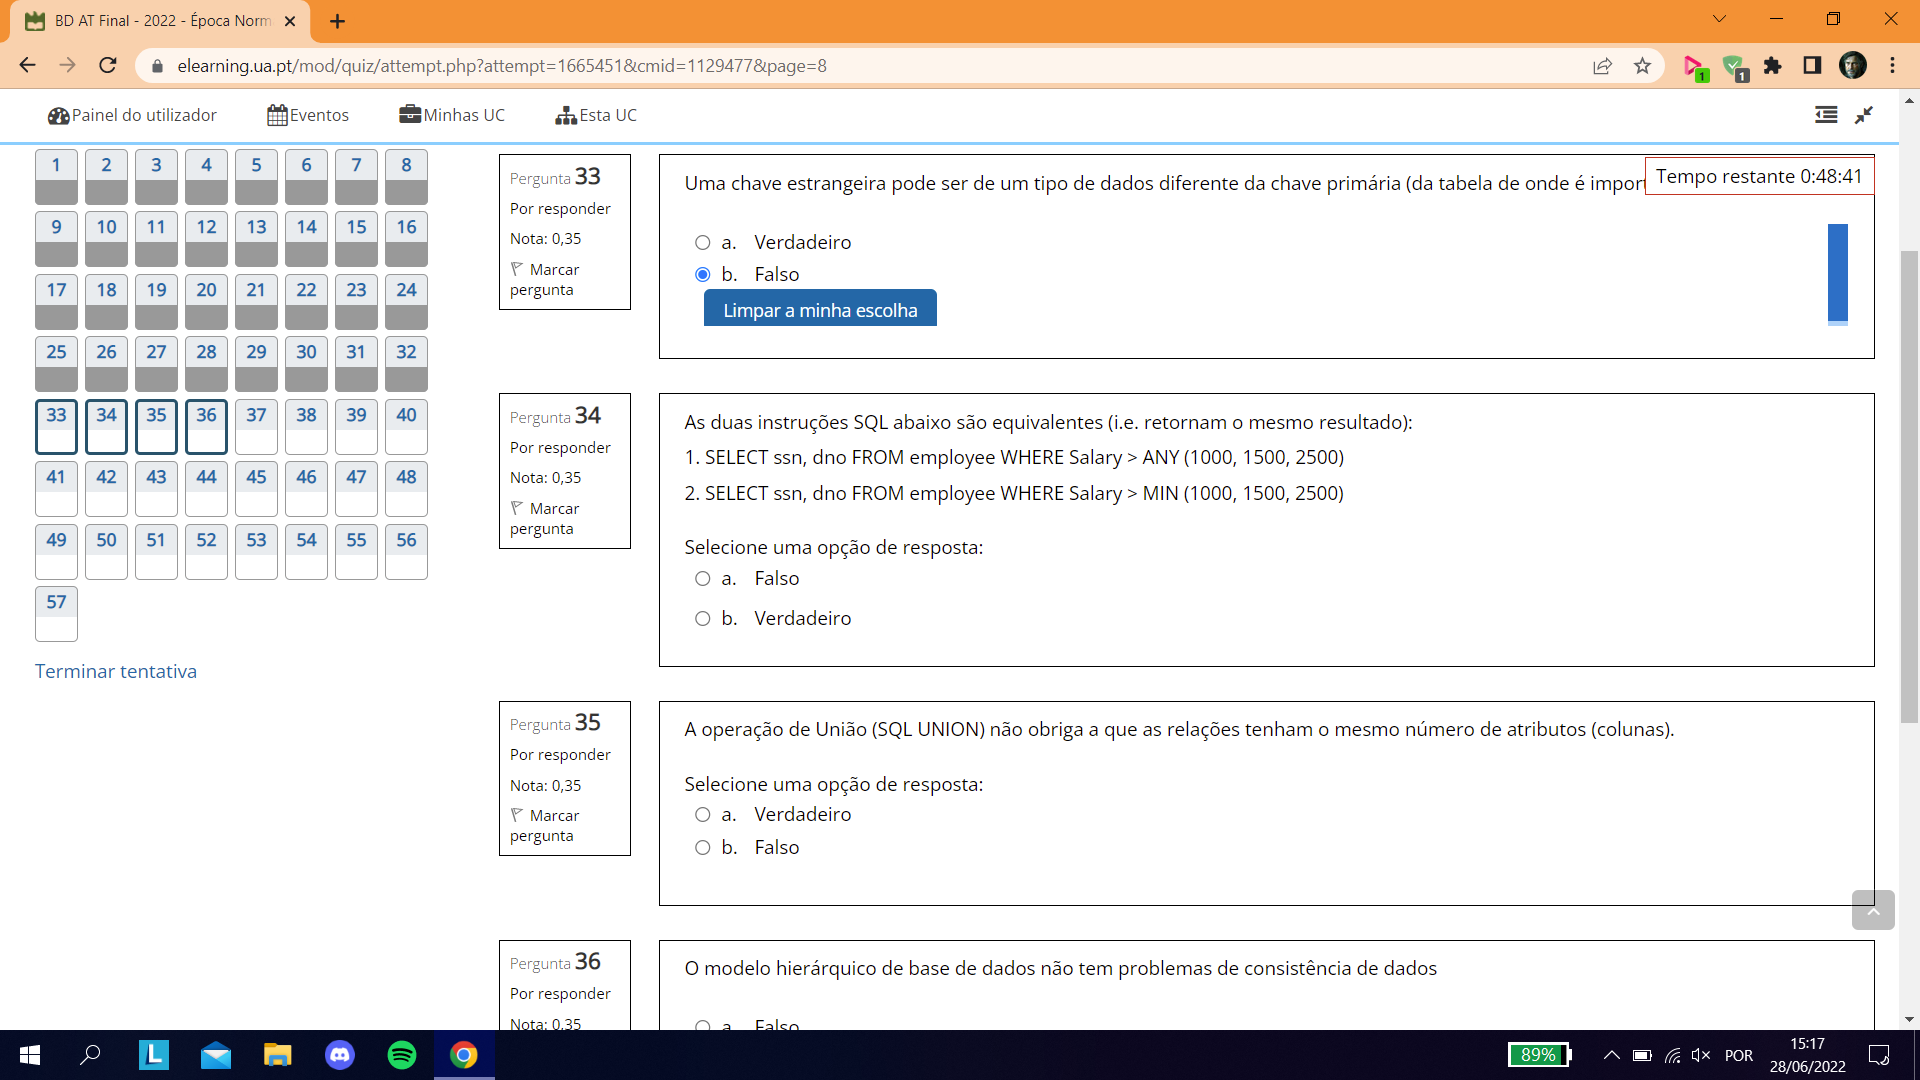 BD AT Final - 2022 - Época Norm
elearning.ua.pt/mod/quiz/attempt.php?attempt=1665451&cmid=1129477&page=8
1
1
Painel do utilizador
Eventos
Minhas UC
Esta UC
1 2 3 4 5 6 7 8
9 10 11 12 13 14 15 16
17 18 19 20 21 22 23 24
25 26 27 28 29 30 31 32
33 34 35 36 37 38 39 40
41 42 43 44 45 46 47 48
49 50 51 52 53 54 55 56
57
Terminar tentativa
Tempo restante 0:48:41
Pergunta 33
Por responder
Nota: 0,35
Marcar
pergunta
Uma chave estrangeira pode ser de um tipo de dados diferente da chave primária (da tabela de onde é impor
a. Verdadeiro
b. Falso
Limpar a minha escolha
Pergunta 34
Por responder
Nota: 0,35
Marcar
pergunta
As duas instruções SQL abaixo são equivalentes (i.e. retornam o mesmo resultado):
1. SELECT ssn, dno FROM employee WHERE Salary > ANY (1000, 1500, 2500)
2. SELECT ssn, dno FROM employee WHERE Salary > MIN (1000, 1500, 2500)
Selecione uma opção de resposta:
a. Falso
b. Verdadeiro
Pergunta 35
Por responder
Nota: 0,35
Marcar
pergunta
A operação de União (SQL UNION) não obriga a que as relações tenham o mesmo número de atributos (colunas).
Selecione uma opção de resposta:
a. Verdadeiro
b. Falso
Pergunta 36
Por responder
Nota: 0,35
O modelo hierárquico de base de dados não tem problemas de consistência de dados
a. Falso
L
89%
POR
15:17
28/06/2022